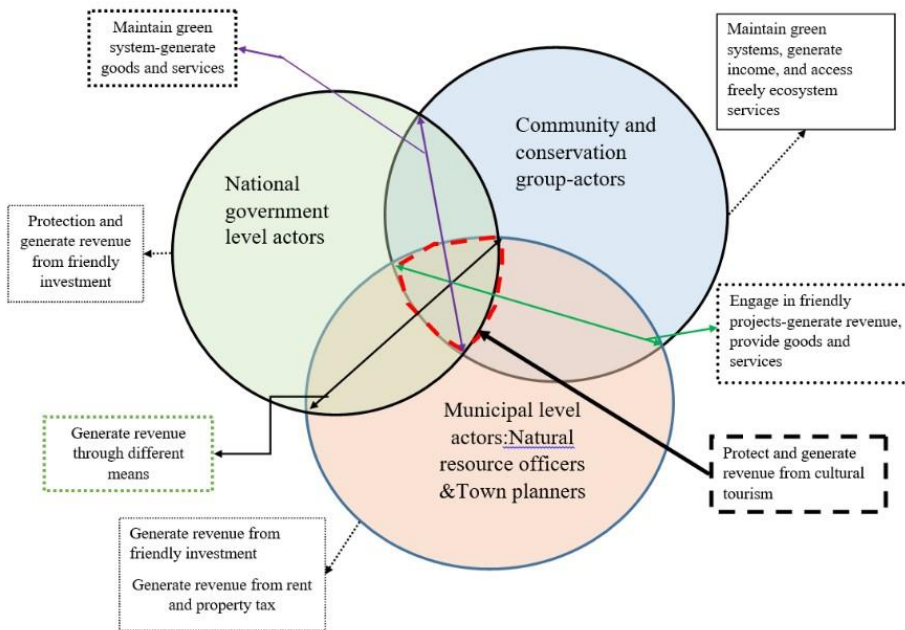 Maintain green
system-generate
goods and services
Maintain green
systems, generate
income, and access
freely ecosystem
services
Community and
conservation
group-actors
National
government
level actors
Protection and
generate revenue
from friendly
investment
Engage in friendly
projects-generate revenue,
provide goods and
services
Municipal level
actors:Natural
resource officers
&Town planners
Generate revenue
through different
means
Protect and generate
revenue from cultural
tourism
Generate revenue from
friendly investment
Generate revenue from rent
and property tax